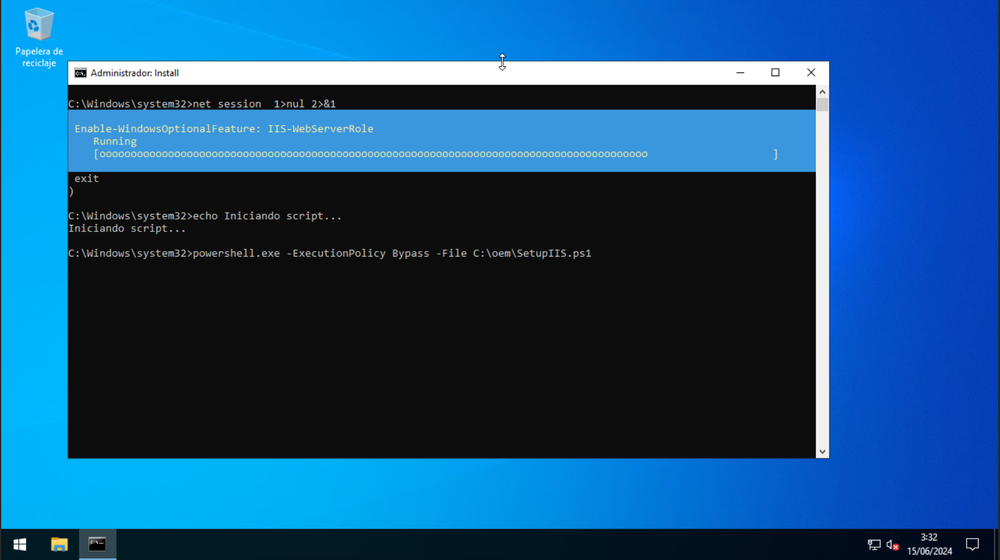 Papelera de
reciclaje
Administrador: Install
C:\Windows\system32>net session  1>nul 2>&1
Enable-WindowsOptionalFeature: IIS-WebServerRole
Running
[oooooooooooooooooooooooooooooooooooooooooooooooooooooooooooooooooooooooooooooooooooooooo                    ]
exit
)
C:\Windows\system32>echo Iniciando script...
Iniciando script...
C:\Windows\system32>powershell.exe -ExecutionPolicy Bypass -File C:\oem\SetupIIS.ps1
3:32
15/06/2024